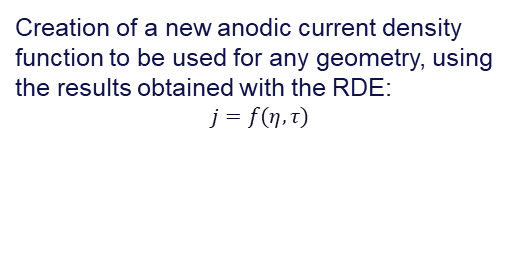 Creation of a new anodic current density
function to be used for any geometry, using
the results obtained with the RDE:
j = f(η, τ)